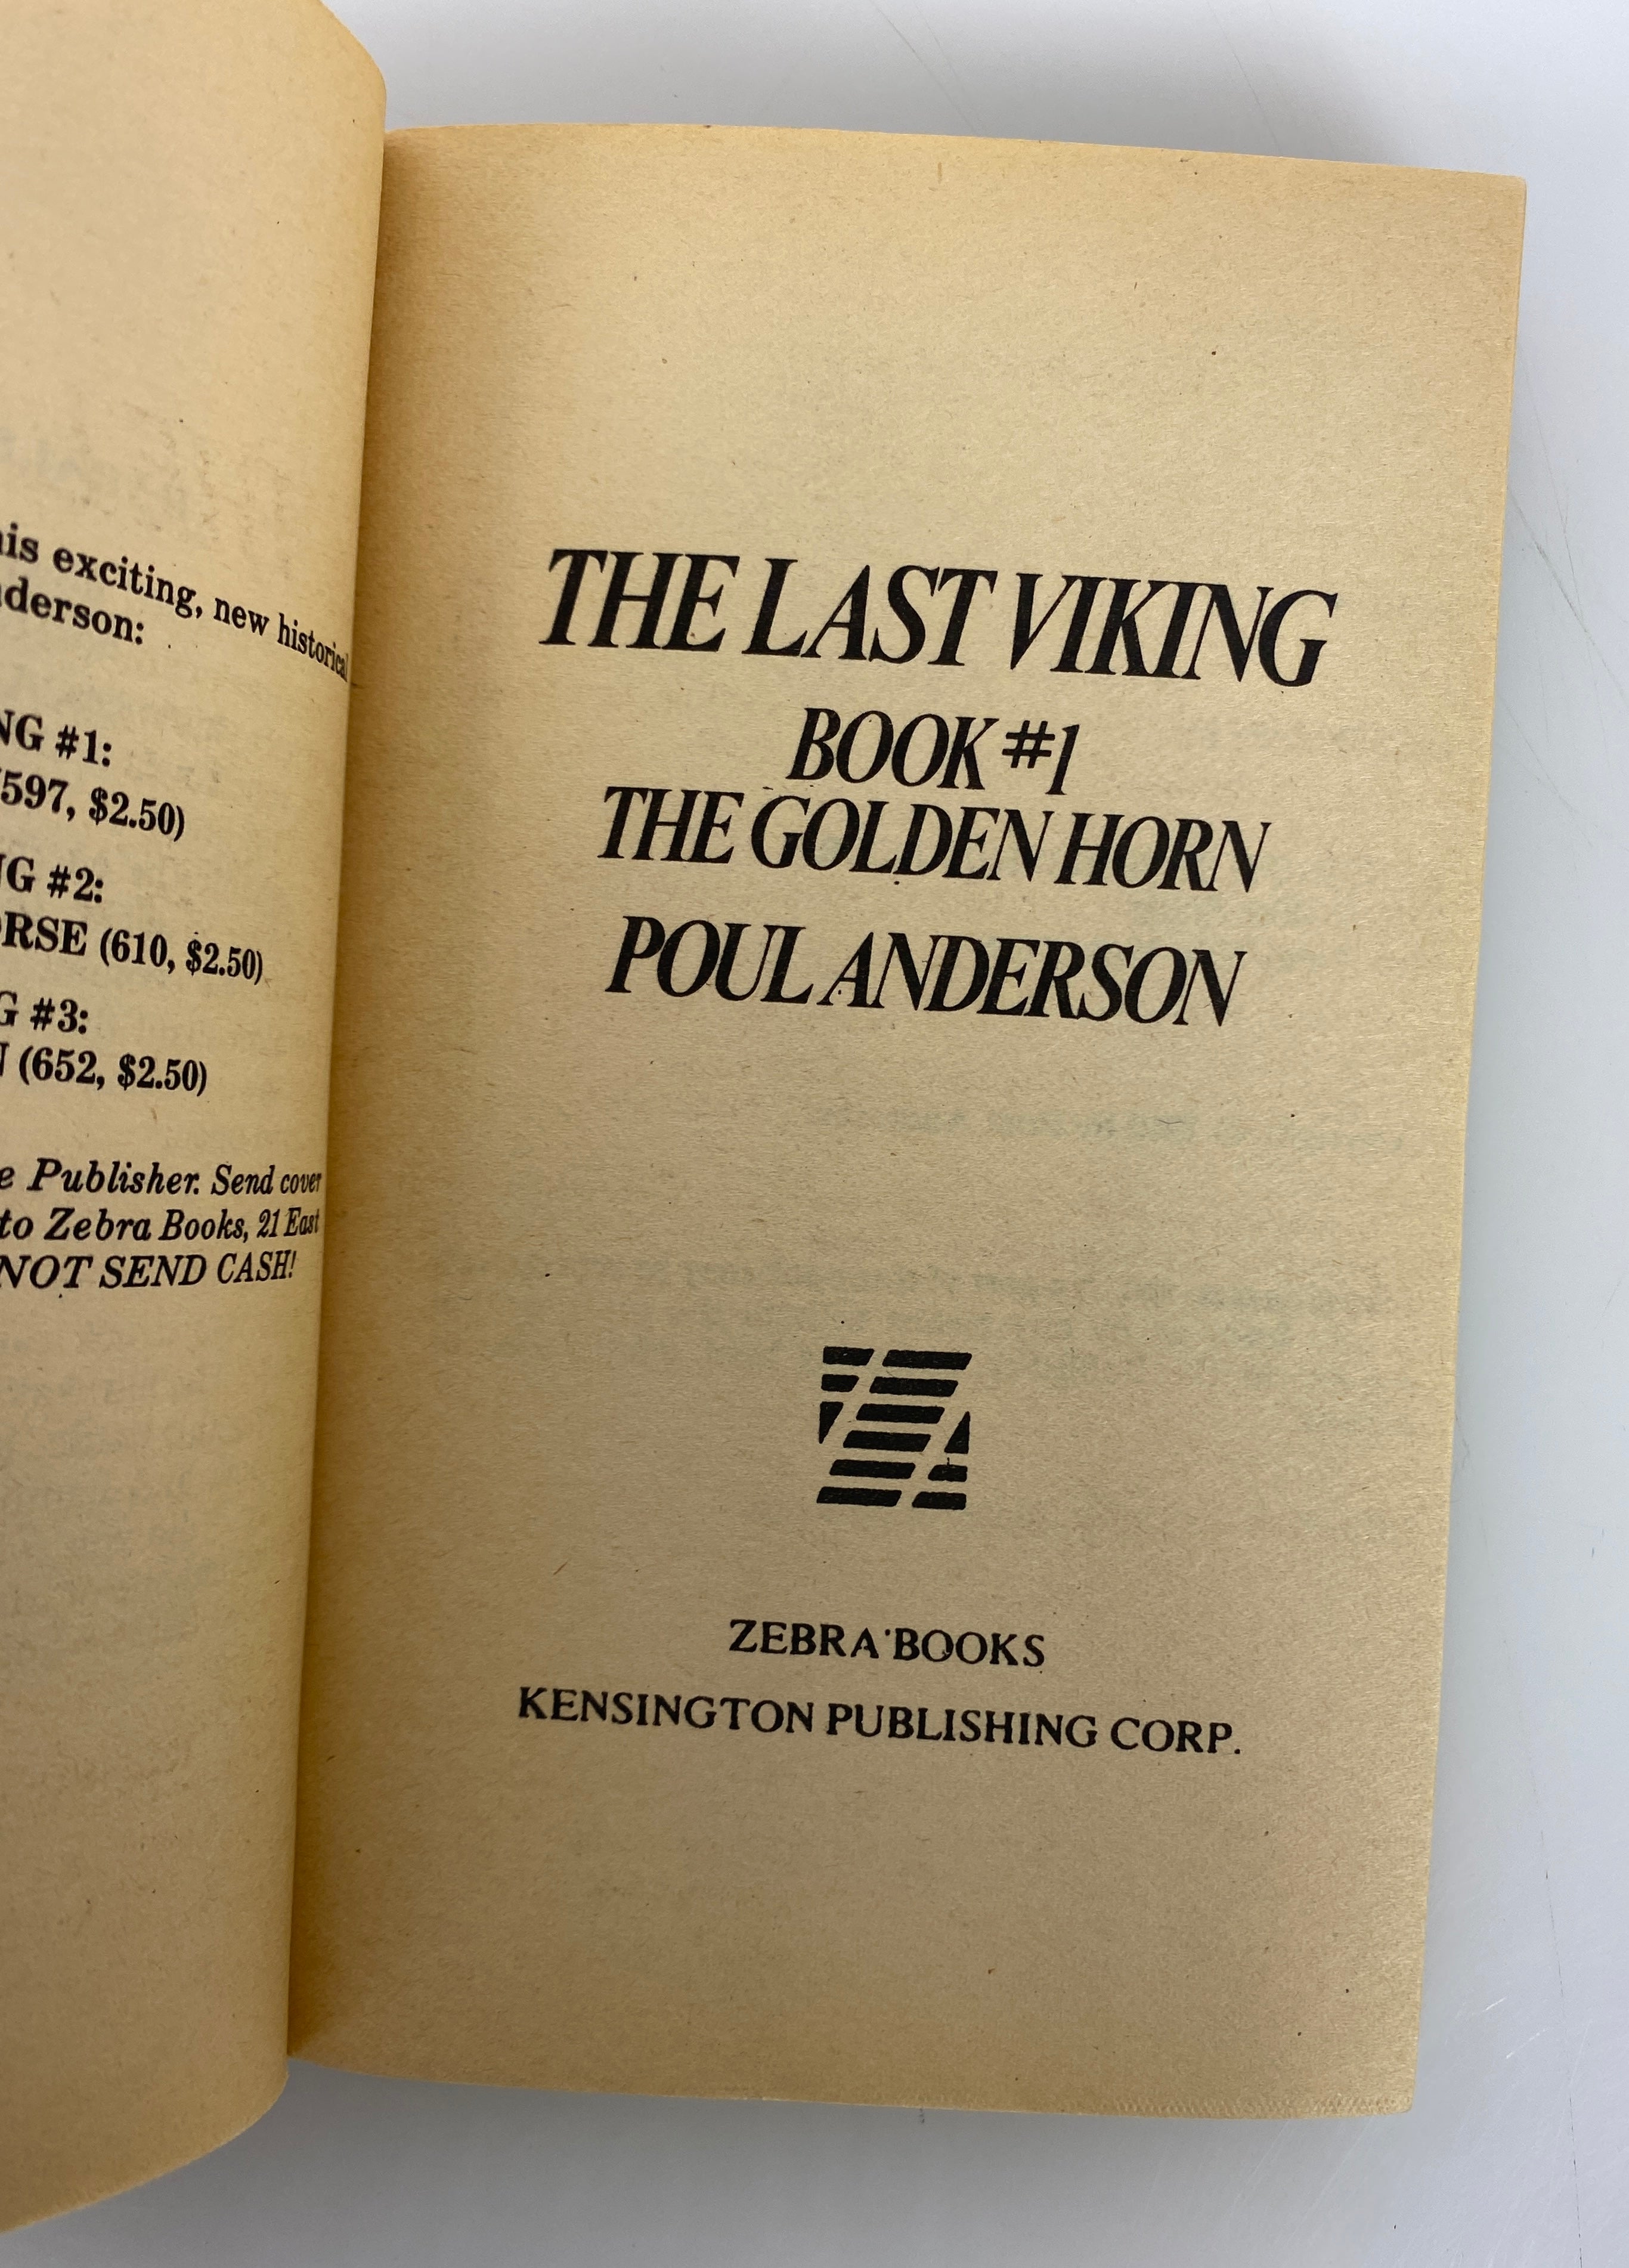 exciting, new historical
NG #1:
597, $2.50)
#2:
(610, $2.50)
#3:
(652, $2.50)
Publisher. Send cover
to Zebra Books, 21 East
NOT SEND CASH!
THE LAST VIKING
BOOK #1
THE GOLDEN HORN
POUL ANDERSON
ZEBRA BOOKS
KENSINGTON PUBLISHING CORP.